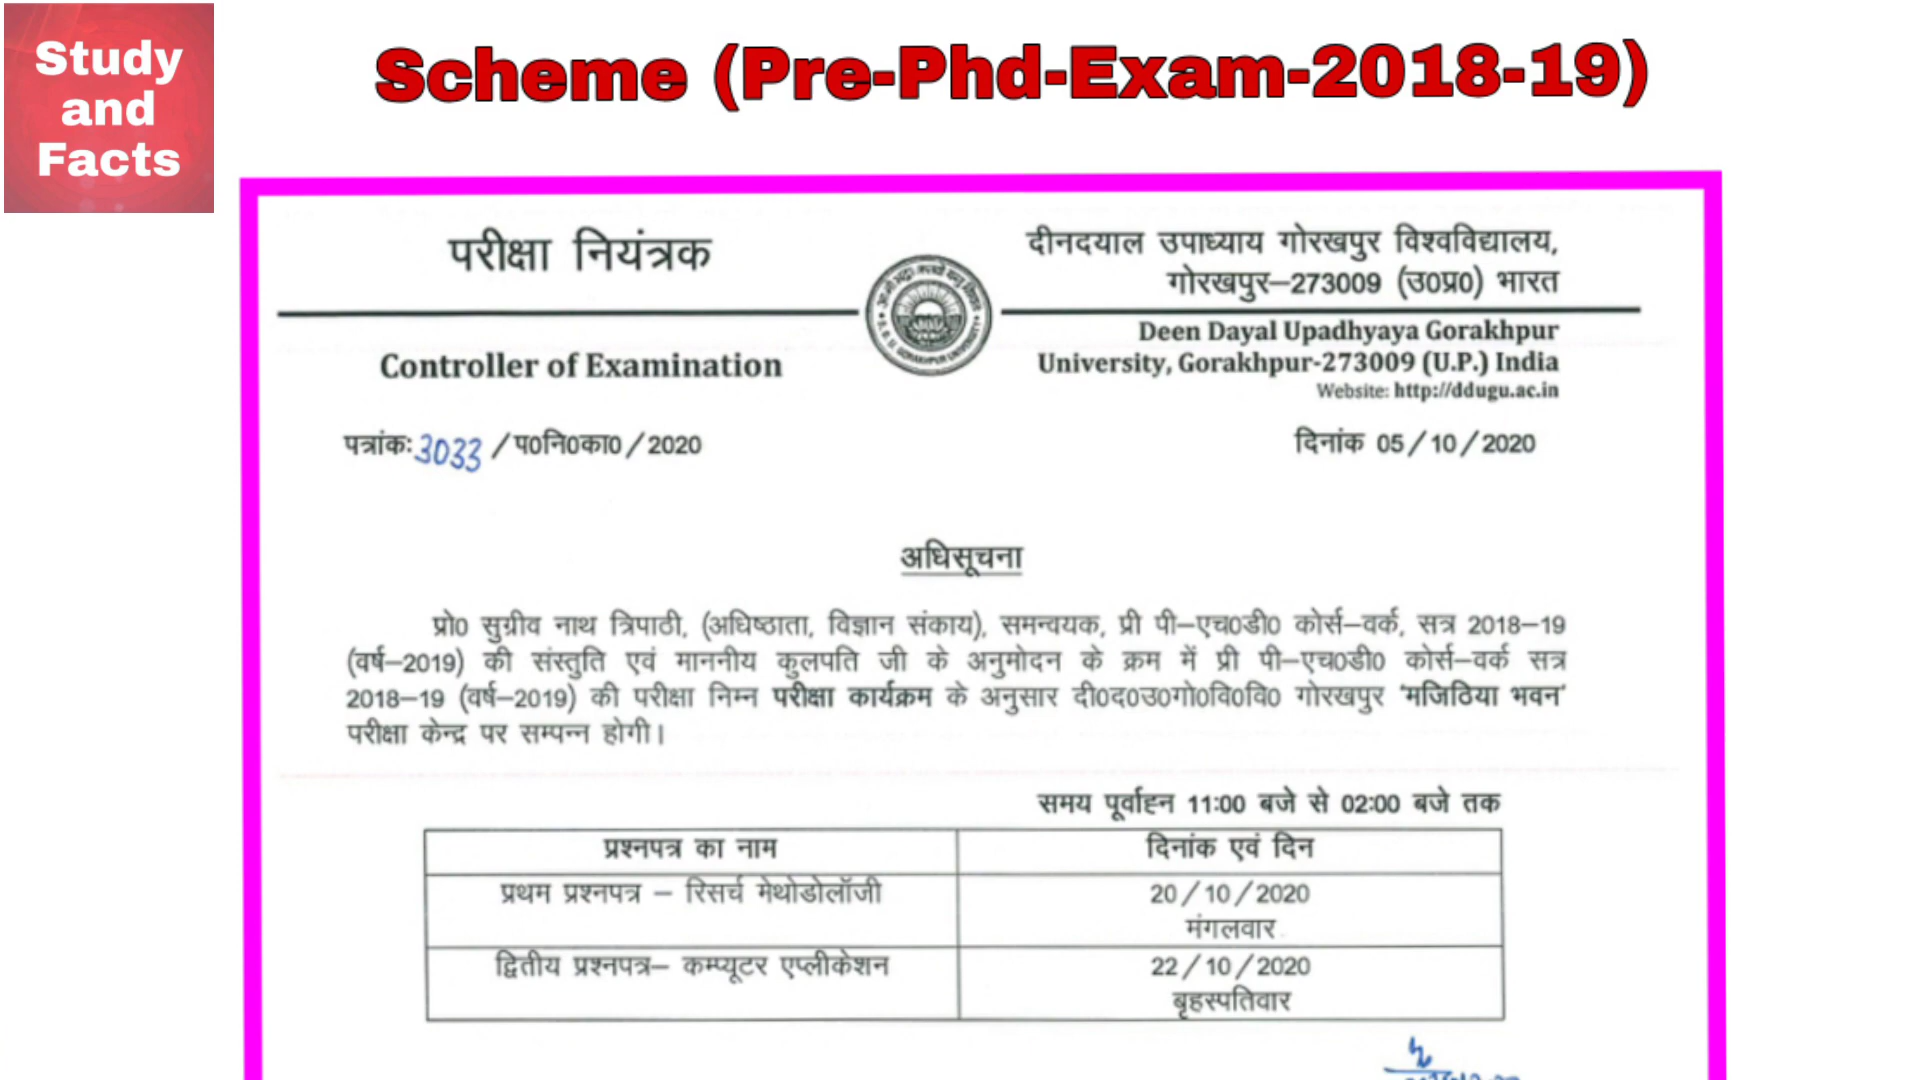 Study
and
Facts
Scheme (Pre-Phd-Exam-2018-19)
परीक्षा नियंत्रक
दीनदयाल उपाध्याय गोरखपुर विश्वविद्यालय,
गोरखपुर–273009 (उ0प्र0) भारत
Controller of Examination
Deen Dayal Upadhyaya Gorakhpur
University, Gorakhpur-273009 (U.P.) India
Website: http://ddugu.ac.in
पत्रांक: 3033 /प0नि0का0/2020
दिनांक 05/10/2020
अधिसूचना
प्रो0 सुग्रीव नाथ त्रिपाठी, (अधिष्ठाता, विज्ञान संकाय), समन्वयक, प्री पी–एच0डी0 कोर्स–वर्क, सत्र 2018–19
(वर्ष–2019) की संस्तुति एवं माननीय कुलपति जी के अनुमोदन के क्रम में प्री पी–एच0डी0 कोर्स–वर्क सत्र
2018–19 (वर्ष–2019) की परीक्षा निम्न परीक्षा कार्यक्रम के अनुसार दी0द0उ0गो0वि0वि0 गोरखपुर 'मजिठिया भवन'
परीक्षा केन्द्र पर सम्पन्न होगी।
समय पूर्वाह्न 11:00 बजे से 02:00 बजे तक
प्रश्नपत्र का नाम
दिनांक एवं दिन
प्रथम प्रश्नपत्र – रिसर्च मेथोडोलॉजी
20/10/2020
मंगलवार
द्वितीय प्रश्नपत्र– कम्प्यूटर एप्लीकेशन
22/10/2020
बृहस्पतिवार